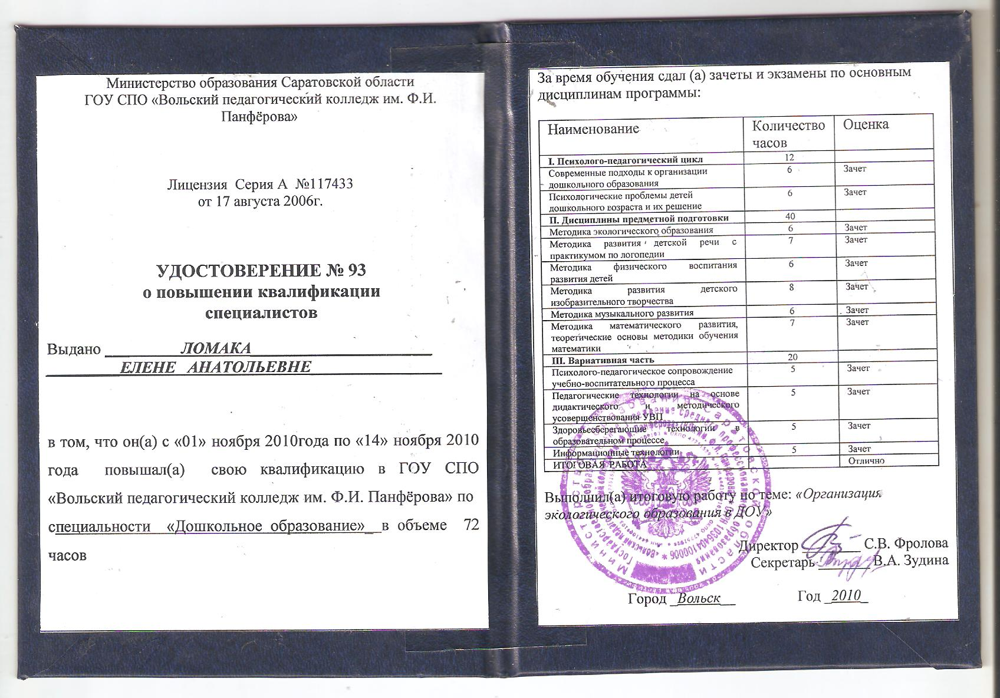 Министерство образования Саратовской области
ГОУ СПО «Вольский педагогический колледж им. Ф.И.
Панфёрова»
Лицензия Серия А №117433
от 17 августа 2006г.
УДОСТОВЕРЕНИЕ № 93
о повышении квалификации
специалистов
Выдано ЛОМАКА
ЕЛЕНЕ АНАТОЛЬЕВНЕ
в том, что он(а) с «01» ноября 2010года по «14» ноября 2010
года повышал(а) свою квалификацию в ГОУ СПО
«Вольский педагогический колледж им. Ф.И. Панфёрова» по
специальности «Дошкольное образование»_ в объеме 72
часов
За время обучения сдал (а) зачеты и экзамены по основным
дисциплинам программы:
Наименование Количество Оценка
часов
I. Психолого-педагогический цикл 12
Современные подходы к организации 6 Зачет
дошкольного образования
Психологические проблемы детей 6 Зачет
дошкольного возраста и их решение
II. Дисциплины предметной подготовки 40
Методика экологического образования 6 Зачет
Методика развития детской речи с 7 Зачет
практикумом по логопедии
Методика физического воспитания 6 Зачет
развития детей
Методика развития детского 8 Зачет
изобразительного творчества
Методика музыкального развития 6 Зачет
Методика математического развития, 7 Зачет
теоретические основы методики обучения
математики
III. Вариативная часть 20
Психолого-педагогическое сопровождение 5 Зачет
учебно-воспитательного процесса
Педагогические технологии на основе 5 Зачет
дидактического и методического
усовершенствования УВП
Здоровьесберегающие технологии в 5 Зачет
образовательном процессе
Информационные технологии 5 Зачет
ИТОГОВАЯ РАБОТА Отлично
Выполнил(а) итоговую работу по теме: «Организация
экологического образования в ДОУ»
Директор ________ С.В. Фролова
Секретарь _______ В.А. Зудина
Город _Вольск__ Год _2010_
Министерство образования Саратовской области